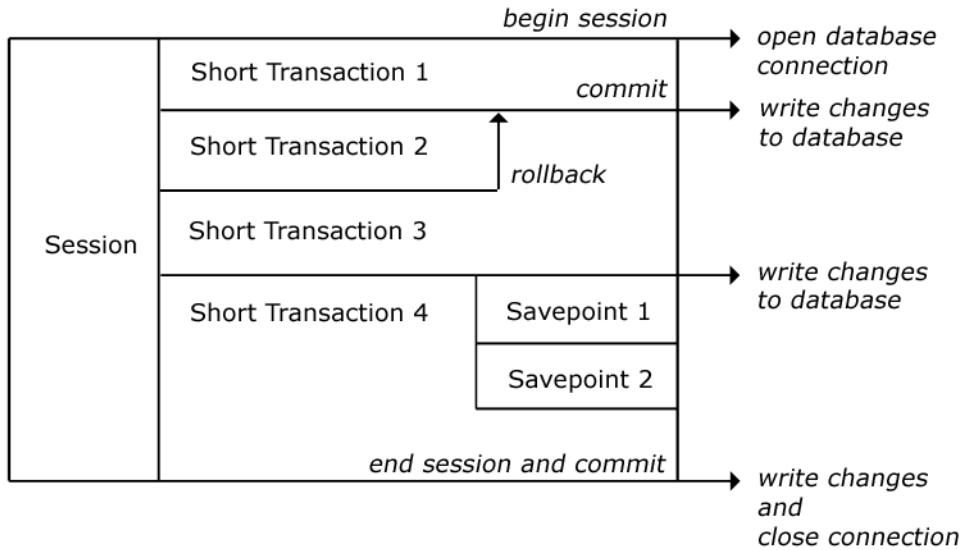 begin session
open database
connection
Short Transaction 1
commit
write changes
to database
Short Transaction 2
rollback
Short Transaction 3
Session
write changes
to database
Short Transaction 4
Savepoint 1
Savepoint 2
end session and commit
write changes
and
close connection